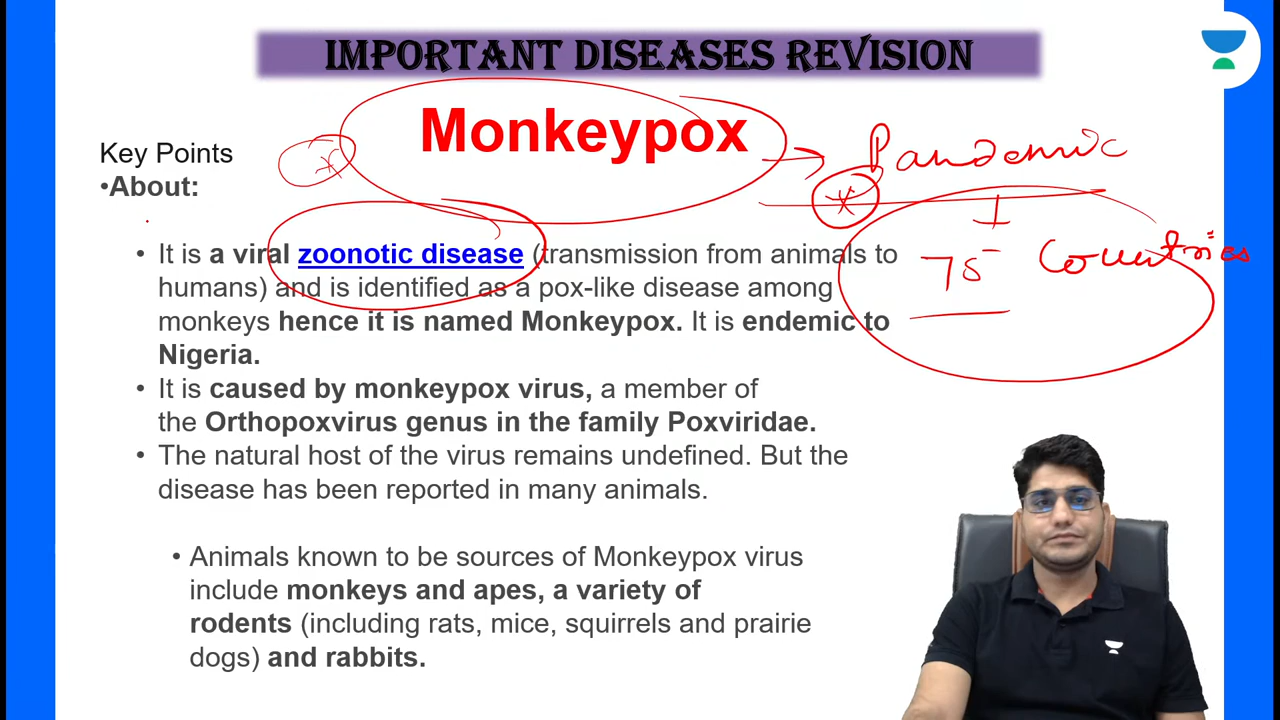 IMPORTANT DISEASES REVISION
Monkeypox
Pandemic
75 Countries
Key Points
•About:
• It is a viral zoonotic disease (transmission from animals to
humans) and is identified as a pox-like disease among
monkeys hence it is named Monkeypox. It is endemic to
Nigeria.
• It is caused by monkeypox virus, a member of
the Orthopoxvirus genus in the family Poxviridae.
• The natural host of the virus remains undefined. But the
disease has been reported in many animals.
• Animals known to be sources of Monkeypox virus
include monkeys and apes, a variety of
rodents (including rats, mice, squirrels and prairie
dogs) and rabbits.